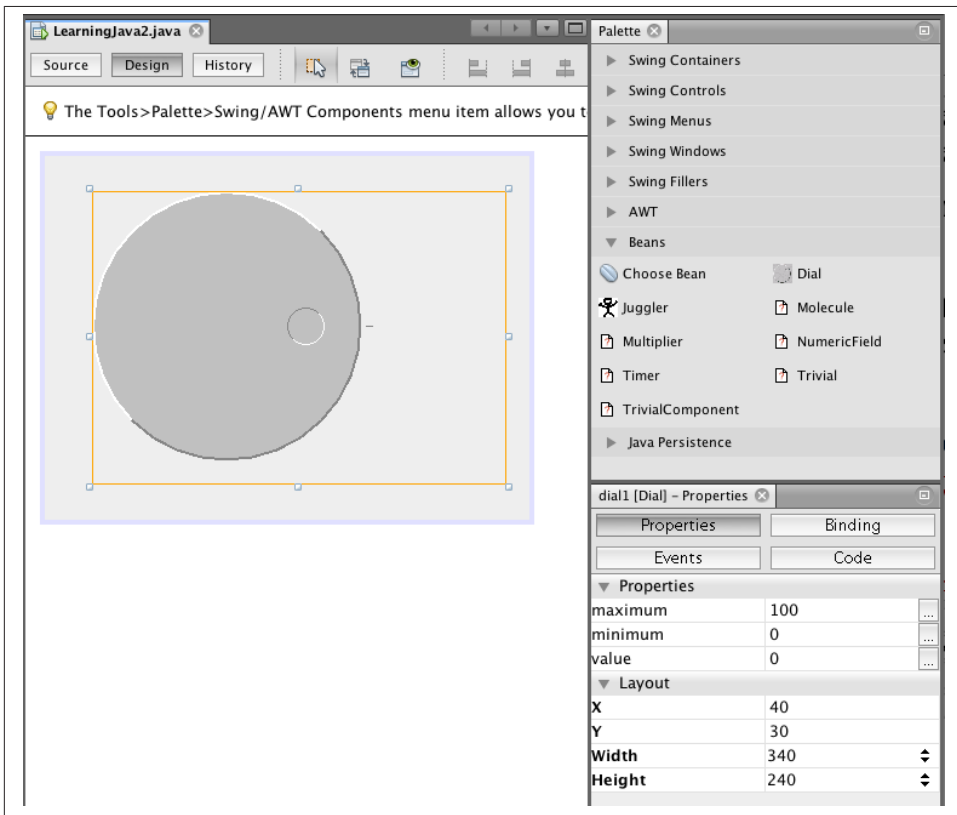 LearningJava2.java
Source Design History
The Tools>Palette>Swing/AWT Components menu item allows you t
Palette
Swing Containers
Swing Controls
Swing Menus
Swing Windows
Swing Fillers
AWT
Beans
Choose Bean Dial
Juggler Molecule
Multiplier NumericField
Timer Trivial
TrivialComponent
Java Persistence
dial1 [Dial] - Properties
Properties Binding
Events Code
Properties
maximum 100 ...
minimum 0 ...
value 0 ...
Layout
X 40
Y 30
Width 340
Height 240